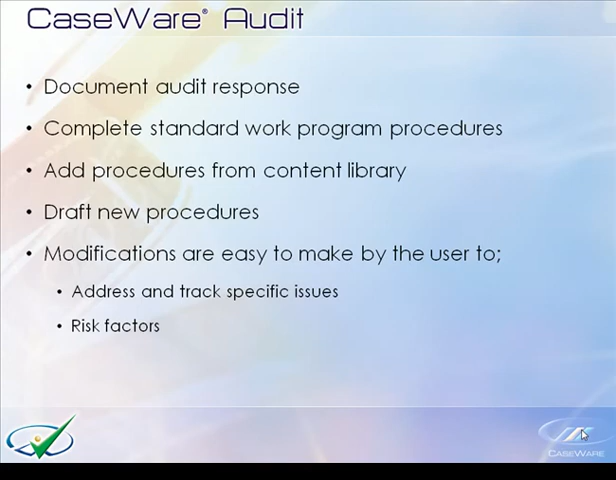 CaseWare® Audit
• Document audit response
• Complete standard work program procedures
• Add procedures from content library
• Draft new procedures
• Modifications are easy to make by the user to;
• Address and track specific issues
• Risk factors
CASEWARE